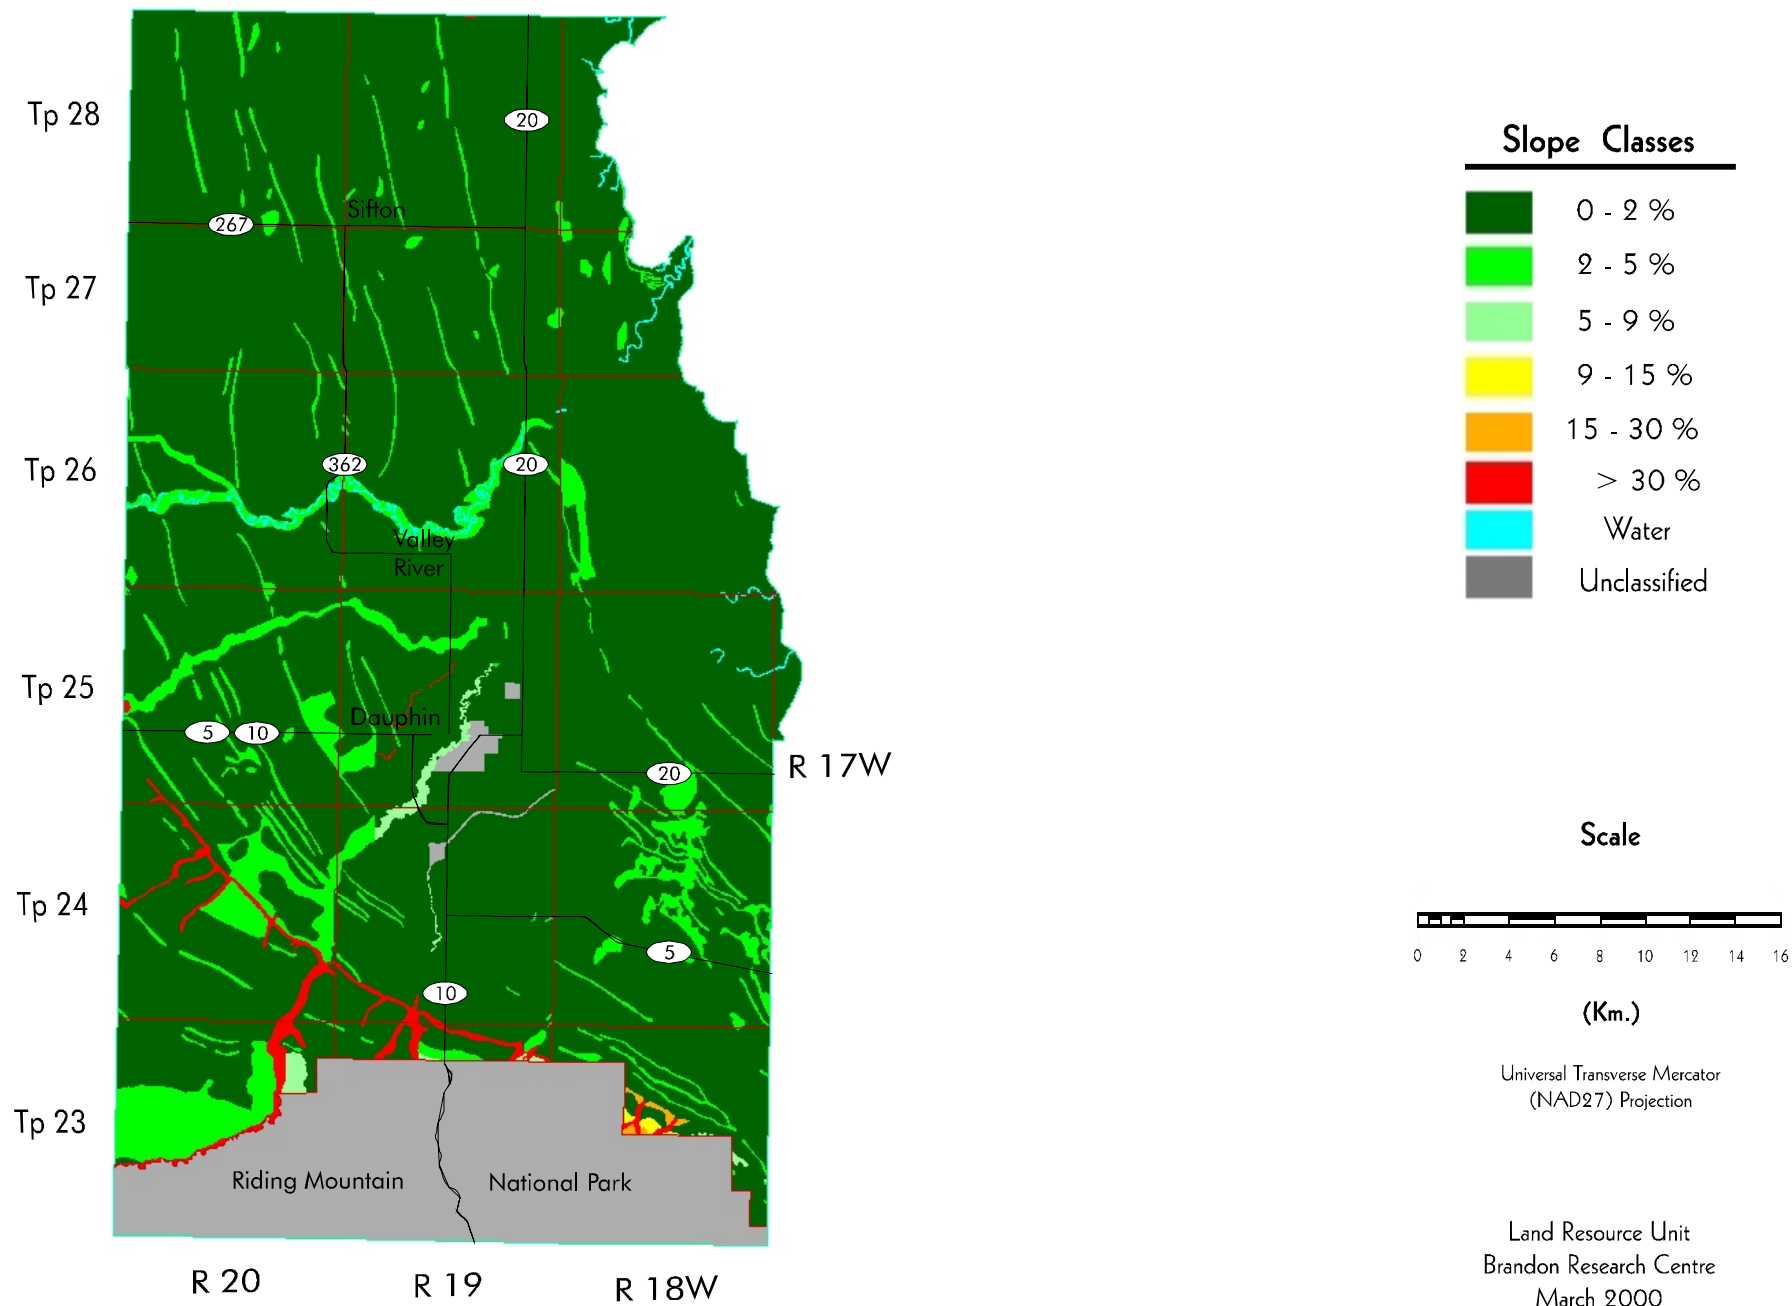 Tp 28
Tp 27
Tp 26
Tp 25
Tp 24
Tp 23
20
267
Sifton
362
20
Valley
River
5
10
Dauphin
20
R 17W
5
10
Riding Mountain
National Park
R 20
R 19
R 18W
Slope Classes
0 - 2 %
2 - 5 %
5 - 9 %
9 - 15 %
15 - 30 %
> 30 %
Water
Unclassified
Scale
0 2 4 6 8 10 12 14 16
(Km.)
Universal Transverse Mercator
(NAD27) Projection
Land Resource Unit
Brandon Research Centre
March 2000